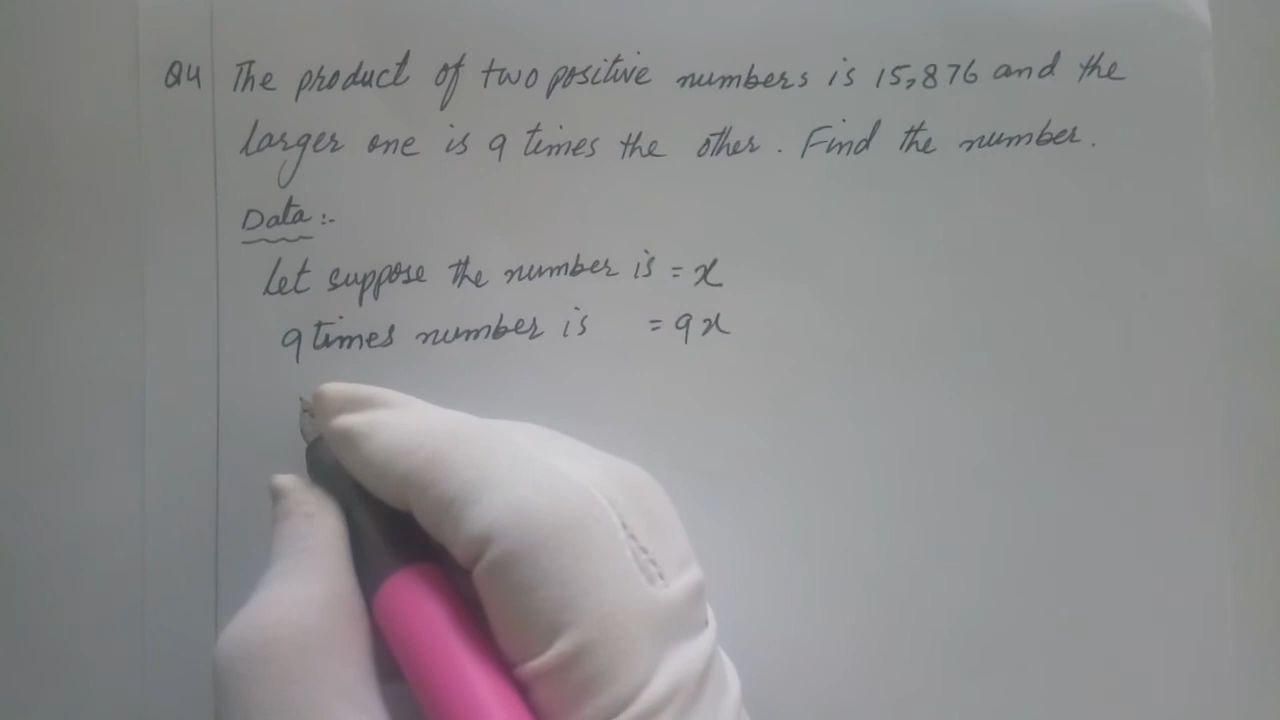 Q4 The product of two positive numbers is 15,876 and the
larger one is 9 times the other. Find the number.
Data :-
Let suppose the number is = x
9 times number is = 9x